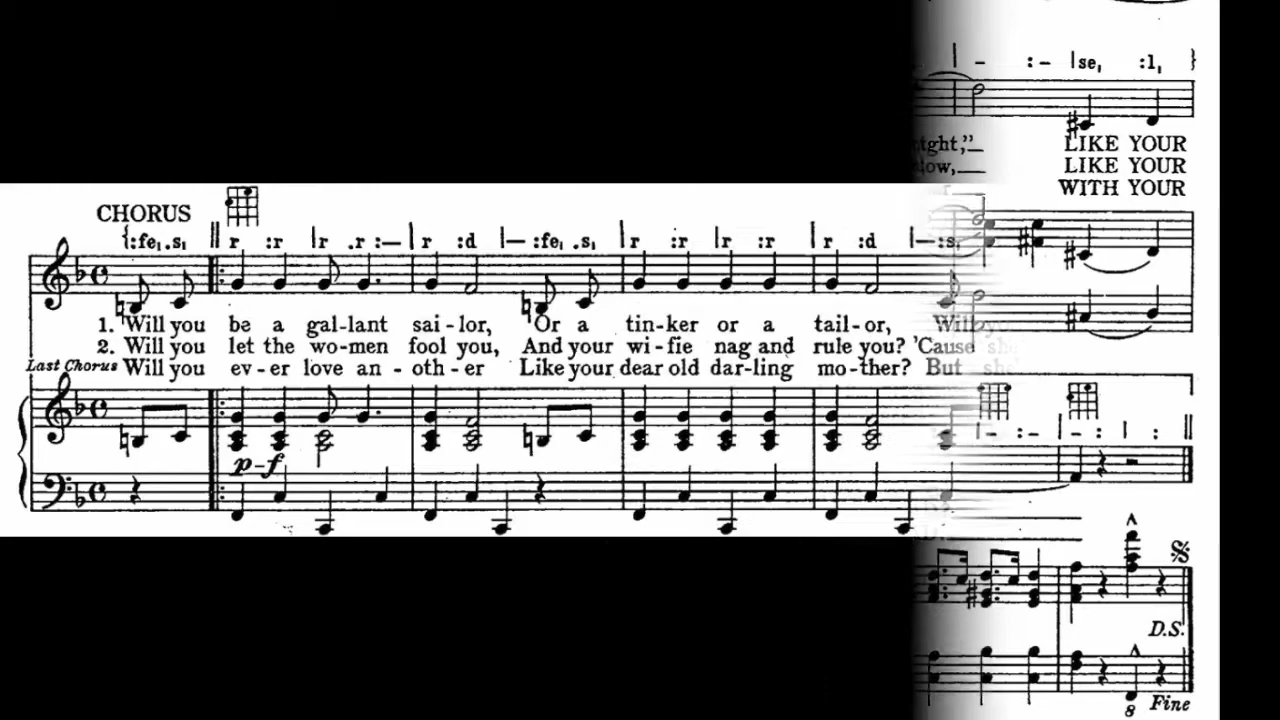 | – : – | se, : l, }
LIKE YOUR
LIKE YOUR
WITH YOUR
CHORUS
{ :fe, .s, || r :r | r .r :– | r :d | – :fe, .s, | r :r | r :r | r :d | – :s,
1. Will you be a gal-lant sai-lor, Or a tin-ker or a tail-or,
2. Will you let the wo-men fool you, And your wi-fie nag and rule you? 'Cause
Last Chorus Will you ev-er love an-oth-er Like your dear old dar-ling mo-ther? But
| – : – | – : | : ||
p-f
D.S.
8 Fine